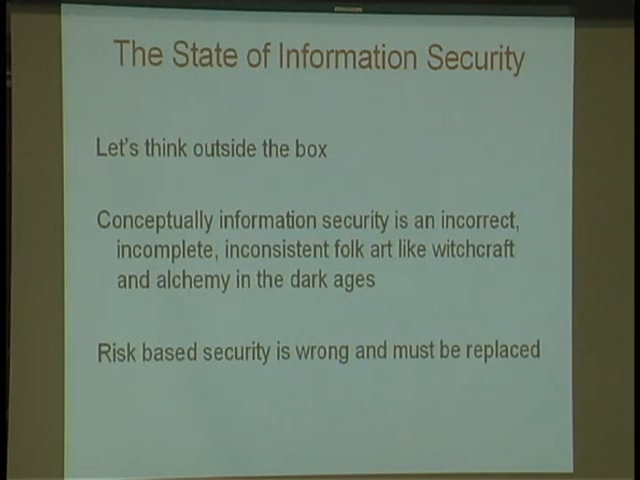 The State of Information Security
Let's think outside the box
Conceptually information security is an incorrect,
incomplete, inconsistent folk art like witchcraft
and alchemy in the dark ages
Risk based security is wrong and must be replaced